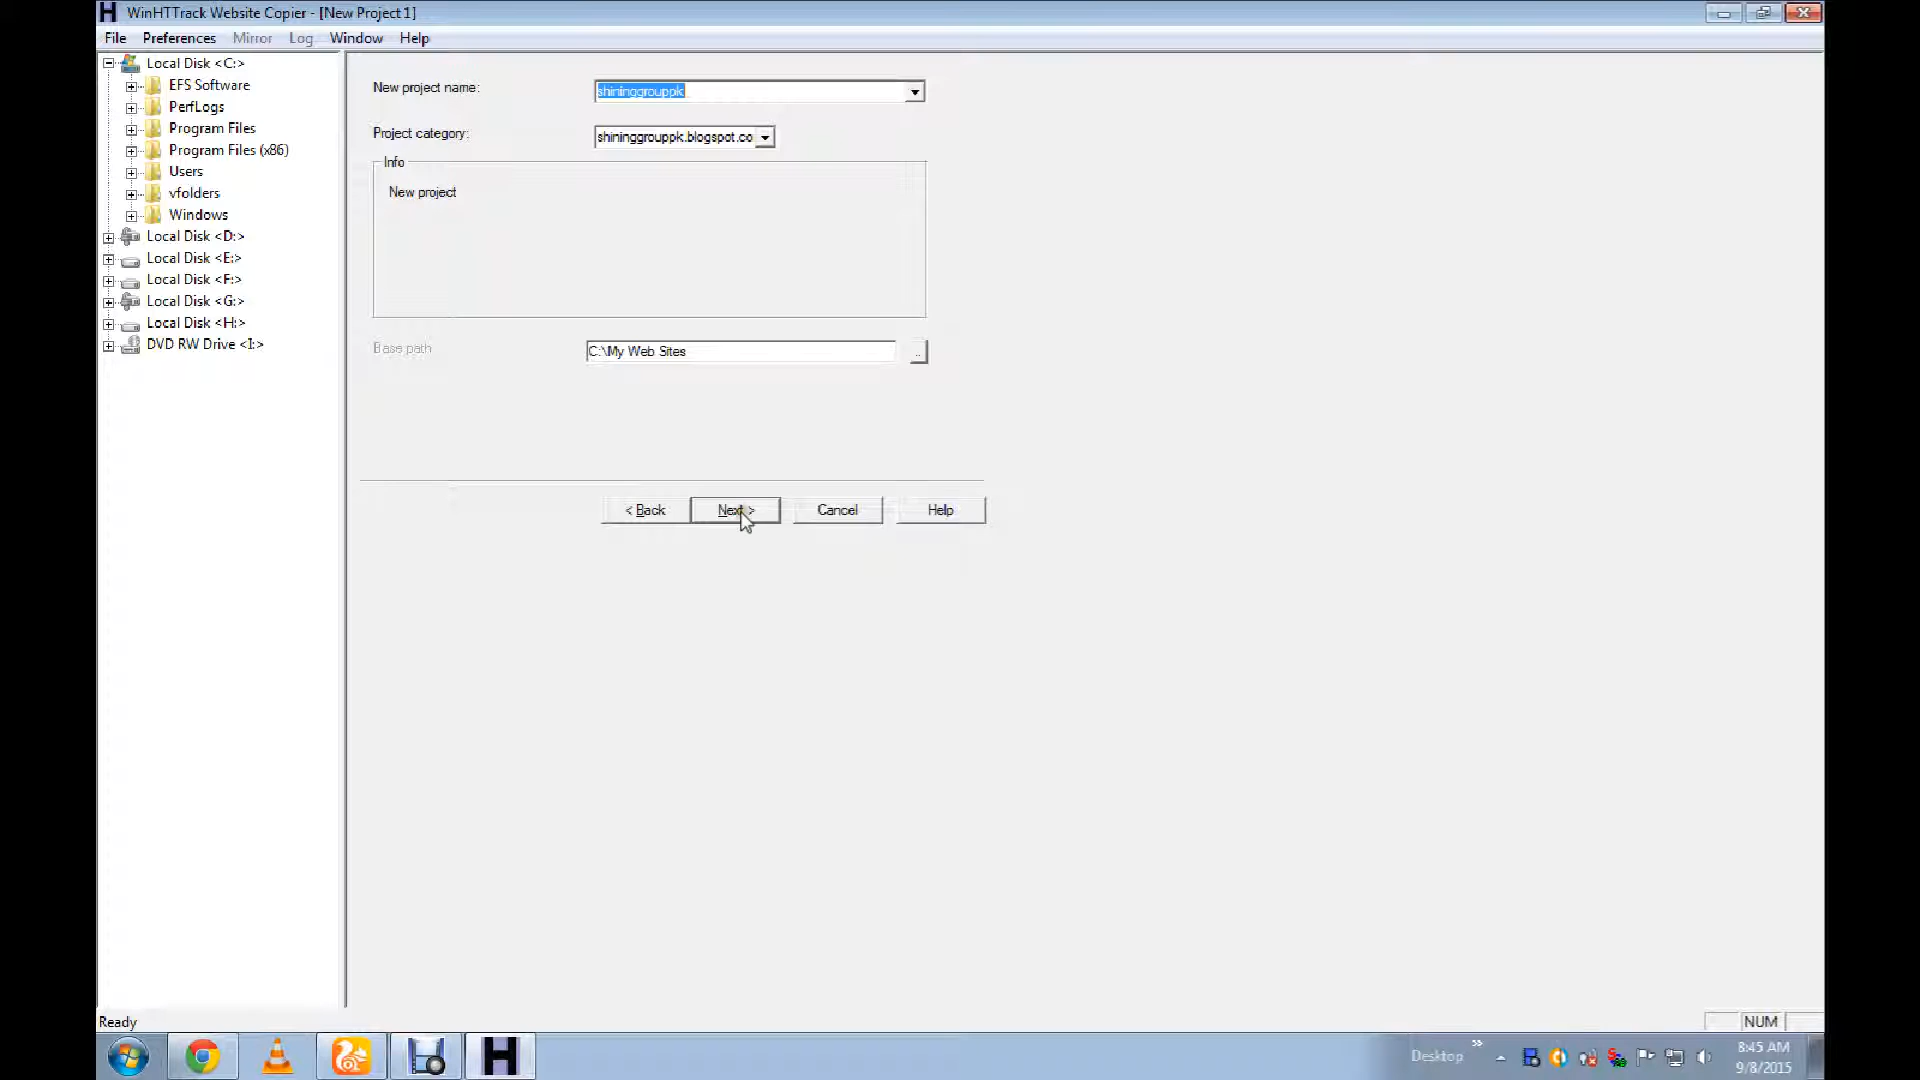 WinHTTrack Website Copier - [New Project 1]
File Preferences Mirror Log Window Help
Local Disk <C:>
EFS Software
PerfLogs
Program Files
Program Files (x86)
Users
vfolders
Windows
Local Disk <D:>
Local Disk <E:>
Local Disk <F:>
Local Disk <G:>
Local Disk <H:>
DVD RW Drive <I:>
New project name: shininggrouppk
Project category: shininggrouppk.blogspot.co
Info
New project
Base path C:\My Web Sites ..
< Back Next > Cancel Help
Ready NUM
Desktop 8:45 AM
9/8/2015